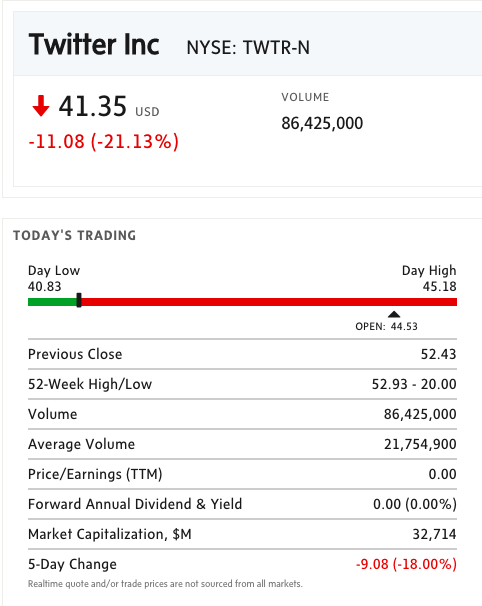 Twitter Inc NYSE: TWTR-N
41.35 USD
-11.08 (-21.13%)
VOLUME
86,425,000
TODAY'S TRADING
Day Low Day High
40.83 45.18
OPEN: 44.53
Previous Close 52.43
52-Week High/Low 52.93 - 20.00
Volume 86,425,000
Average Volume 21,754,900
Price/Earnings (TTM) 0.00
Forward Annual Dividend & Yield 0.00 (0.00%)
Market Capitalization, $M 32,714
5-Day Change -9.08 (-18.00%)
Realtime quote and/or trade prices are not sourced from all markets.